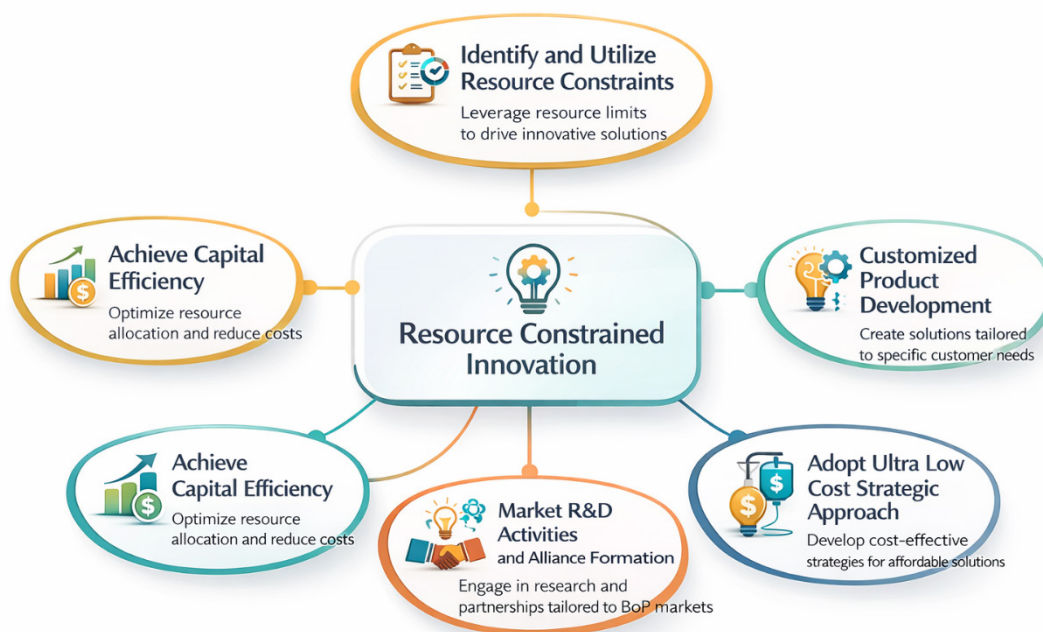 Identify and Utilize
Resource Constraints
Leverage resource limits
to drive innovative solutions
Achieve Capital
Efficiency
Optimize resource
allocation and reduce costs
Resource Constrained
Innovation
Customized
Product
Development
Create solutions tailored
to specific customer needs
Achieve
Capital Efficiency
Optimize resource
allocation and reduce costs
Market R&D
Activities
and Alliance Formation
Engage in research and
partnerships tailored to BoP markets
Adopt Ultra Low
Cost Strategic
Approach
Develop cost-effective
strategies for affordable solutions